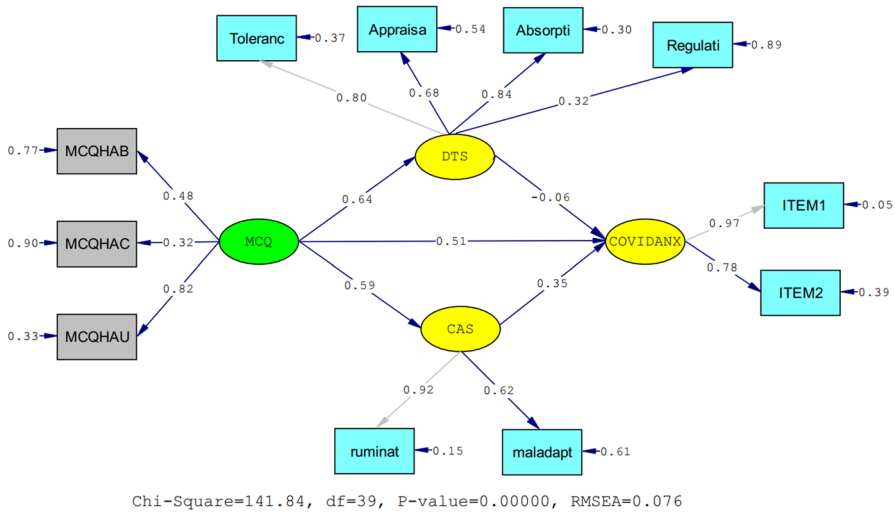 Toleranc
0.37
Appraisa
0.54
Absorpti
0.30
Regulati
0.89
0.80
0.68
0.84
0.32
0.77
MCQHAB
DTS
0.48
0.64
-0.06
ITEM1
0.05
0.97
0.90
MCQHAC
0.32
MCQ
0.51
COVIDANX
0.78
0.82
0.59
0.35
ITEM2
0.39
0.33
MCQHAU
CAS
0.92
0.62
ruminat
0.15
maladapt
0.61
Chi-Square=141.84, df=39, P-value=0.00000, RMSEA=0.076